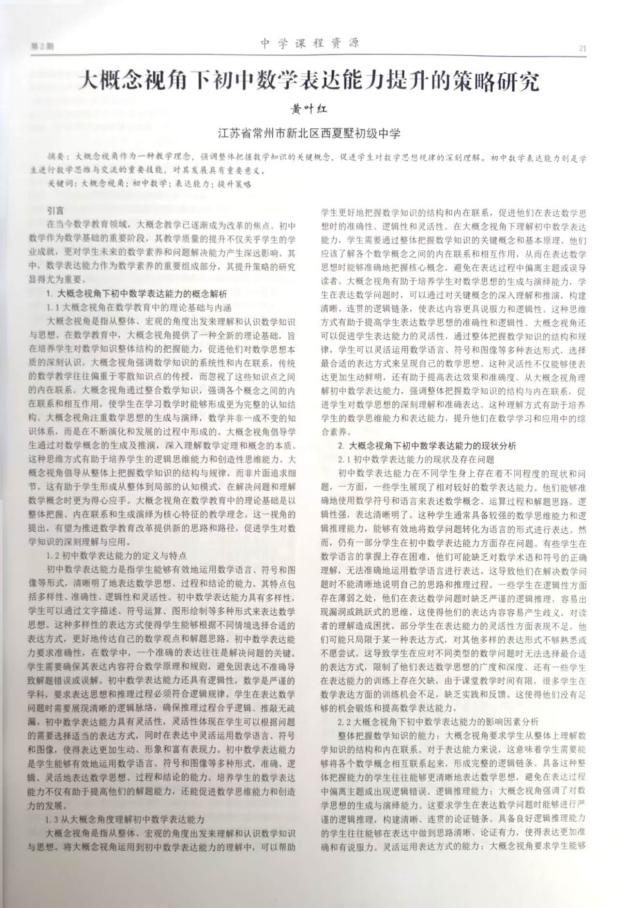 第2期
中学课程资源
21
大概念视角下初中数学表达能力提升的策略研究
黄叶红
江苏省常州市新北区西夏墅初级中学
摘要：大概念视角作为一种教学理念，强调整体把握数学知识的关键概念，促进学生对数学思想规律的深刻理解。初中数学表达能力则是学
生进行数学思维与交流的重要技能，对其发展具有重要意义。
关键词：大概念视角；初中数学；表达能力；提升策略
引言
在当今数学教育领域，大概念教学已逐渐成为改革的焦点。初中
数学作为数学基础的重要阶段，其教学质量的提升不仅关乎学生的学
业成就，更对学生未来的数学素养和问题解决能力产生深远影响。其
中，数学表达能力作为数学素养的重要组成部分，其提升策略的研究
显得尤为重要。
1. 大概念视角下初中数学表达能力的概念解析
1.1 大概念视角在数学教育中的理论基础与内涵
大概念视角是指从整体、宏观的角度出发来理解和认识数学知识
与思想。在数学教育中，大概念视角提供了一种全新的理论基础，旨
在培养学生对数学知识整体结构的把握能力，促进他们对数学思想本
质的深刻认识。大概念视角强调数学知识的系统性和内在联系。传统
的数学教学往往偏重于零散知识点的传授，而忽视了这些知识点之间
的内在联系。大概念视角通过整合数学知识，强调各个概念之间的内
在联系和相互作用，使学生在学习数学时能够形成更为完整的认知结
构。大概念视角注重数学思想的生成与演绎。数学并非一成不变的知
识体系，而是在不断演化和发展的过程中形成的。大概念视角倡导学
生通过对数学概念的生成及推演，深入理解数学定理和概念的本质。
这种思维方式有助于培养学生的逻辑思维能力和创造性思维能力。大
概念视角倡导从整体上把握数学知识的结构与规律，而非片面追求细
节。这有助于学生形成从整体到局部的认知模式，在解决问题和理解
数学概念时更为得心应手。大概念视角在数学教育中的理论基础是以
整体把握、内在联系和生成演绎为核心特征的教学理念。这一视角的
提出，有望为推进数学教育改革提供新的思路和路径，促进学生对数
学知识的深刻理解与应用。
1.2 初中数学表达能力的定义与特点
初中数学表达能力是指学生能够有效地运用数学语言、符号和图
像等形式，清晰明了地表达数学思想、过程和结论的能力。其特点包
括多样性、准确性、逻辑性和灵活性。初中数学表达能力具有多样性。
学生可以通过文字描述、符号运算、图形绘制等多种形式来表达数学
思想。这种多样性的表达方式使得学生能够根据不同情境选择合适的
表达方式，更好地传达自己的数学观点和解题思路。初中数学表达能
力要求准确性。在数学中，一个准确的表达往往是解决问题的关键。
学生需要确保其表达内容符合数学原理和规则，避免因表达不准确导
致解题错误或误解。初中数学表达能力还具有逻辑性。数学是严谨的
学科，要求表达思想和推理过程必须符合逻辑规律。学生在表达数学
问题时需要展现清晰的逻辑脉络，确保推理过程合乎逻辑、推敲无疏
漏。初中数学表达能力具有灵活性。灵活性体现在学生可以根据问题
的需要选择适当的表达方式，同时在表达中灵活运用数学语言、符号
和图像，使得表达更加生动、形象和富有表现力。初中数学表达能力
是学生能够有效地运用数学语言、符号和图像等多种形式，准确、逻
辑、灵活地表达数学思想、过程和结论的能力。培养学生的数学表达
能力不仅有助于提高他们的解题能力，还能促进数学思维能力和创造
力的发展。
1.3 从大概念角度理解初中数学表达能力
大概念视角是指从整体、宏观的角度出发来理解和认识数学知识
与思想。将大概念视角运用到初中数学表达能力的理解中，可以帮助
学生更好地把握数学知识的结构和内在联系，促进他们在表达数学思
想时的准确性、逻辑性和灵活性。在大概念视角下理解初中数学表达
能力，学生需要通过整体把握数学知识的关键概念和基本原理。他们
应该了解各个数学概念之间的内在联系和相互作用，从而在表达数学
思想时能够准确地把握核心概念，避免在表达过程中偏离主题或误导
读者。大概念视角有助于培养学生对数学思想的生成与演绎能力。学
生在表达数学问题时，可以通过对关键概念的深入理解和推演，构建
清晰、连贯的逻辑链条，使表达内容更具说服力和逻辑性。这种思维
方式有助于提高学生表达数学思想的准确性和逻辑性。大概念视角还
可以促进学生表达能力的灵活性。通过整体把握数学知识的结构和规
律，学生可以灵活运用数学语言、符号和图像等多种表达形式，选择
最合适的表达方式来呈现自己的数学思想。这种灵活性不仅能够使表
达更加生动鲜明，还有助于提高表达效果和准确度。从大概念角度理
解初中数学表达能力，强调整体把握数学知识的结构与内在联系，促
进学生对数学思想的深刻理解和准确表达。这种理解方式有助于培养
学生的数学思维能力和表达能力，提升他们在数学学习和应用中的综
合素养。
2. 大概念视角下初中数学表达能力的现状分析
2.1 初中数学表达能力的现状及存在问题
初中数学表达能力在不同学生身上存在着不同程度的现状和问
题。一方面，一些学生展现了相对较好的数学表达能力。他们能够准
确地使用数学符号和语言来表述数学概念、运算过程和解题思路，逻
辑性强，表达清晰明了。这种学生通常具备较强的数学思维能力和逻
辑推理能力，能够有效地将数学问题转化为语言的形式进行表达。然
而，仍有一部分学生在初中数学表达能力方面存在问题。有些学生在
数学语言的掌握上存在困难，他们可能缺乏对数学术语和符号的正确
理解，无法准确地运用数学语言进行表达。这导致他们在解决数学问
题时不能清晰地说明自己的思路和推理过程。一些学生在逻辑性方面
存在薄弱之处，他们在表达数学问题时缺乏严谨的逻辑推理，容易出
现漏洞或跳跃式的思维，这使得他们的表达内容容易产生歧义，对读
者的理解造成困扰。部分学生在表达能力的灵活性方面表现不足，他
们可能只局限于某一种表达方式，对其他多样的表达形式不够熟悉或
不愿尝试，这导致学生在应对不同类型的数学问题时无法选择最合适
的表达方式，限制了他们表达数学思想的广度和深度。还有一些学生
在表达能力的训练上存在欠缺。由于课堂教学时间有限，很多学生在
数学表达方面的训练机会不足，缺乏实践和反馈。这使得他们没有足
够的机会锻炼和提高数学表达能力。
2.2 大概念视角下初中数学表达能力的影响因素分析
整体把握数学知识的能力：大概念视角要求学生从整体上理解数
学知识的结构和内在联系。对于表达能力来说，这意味着学生需要能
够将各个数学概念相互联系起来，形成完整的逻辑链条。具备这种整
体把握能力的学生往往能够更清晰地表达数学思想，避免在表达过程
中偏离主题或出现逻辑错误。逻辑推理能力：大概念视角强调了对数
学思想的生成与演绎能力。这要求学生在表达数学问题时能够进行严
谨的逻辑推理，构建清晰、连贯的论证链条。具备良好逻辑推理能力
的学生往往能够在表达中做到思路清晰、论证有力，使得表达更加准
确和有说服力。灵活运用表达方式的能力：大概念视角要求学生能够